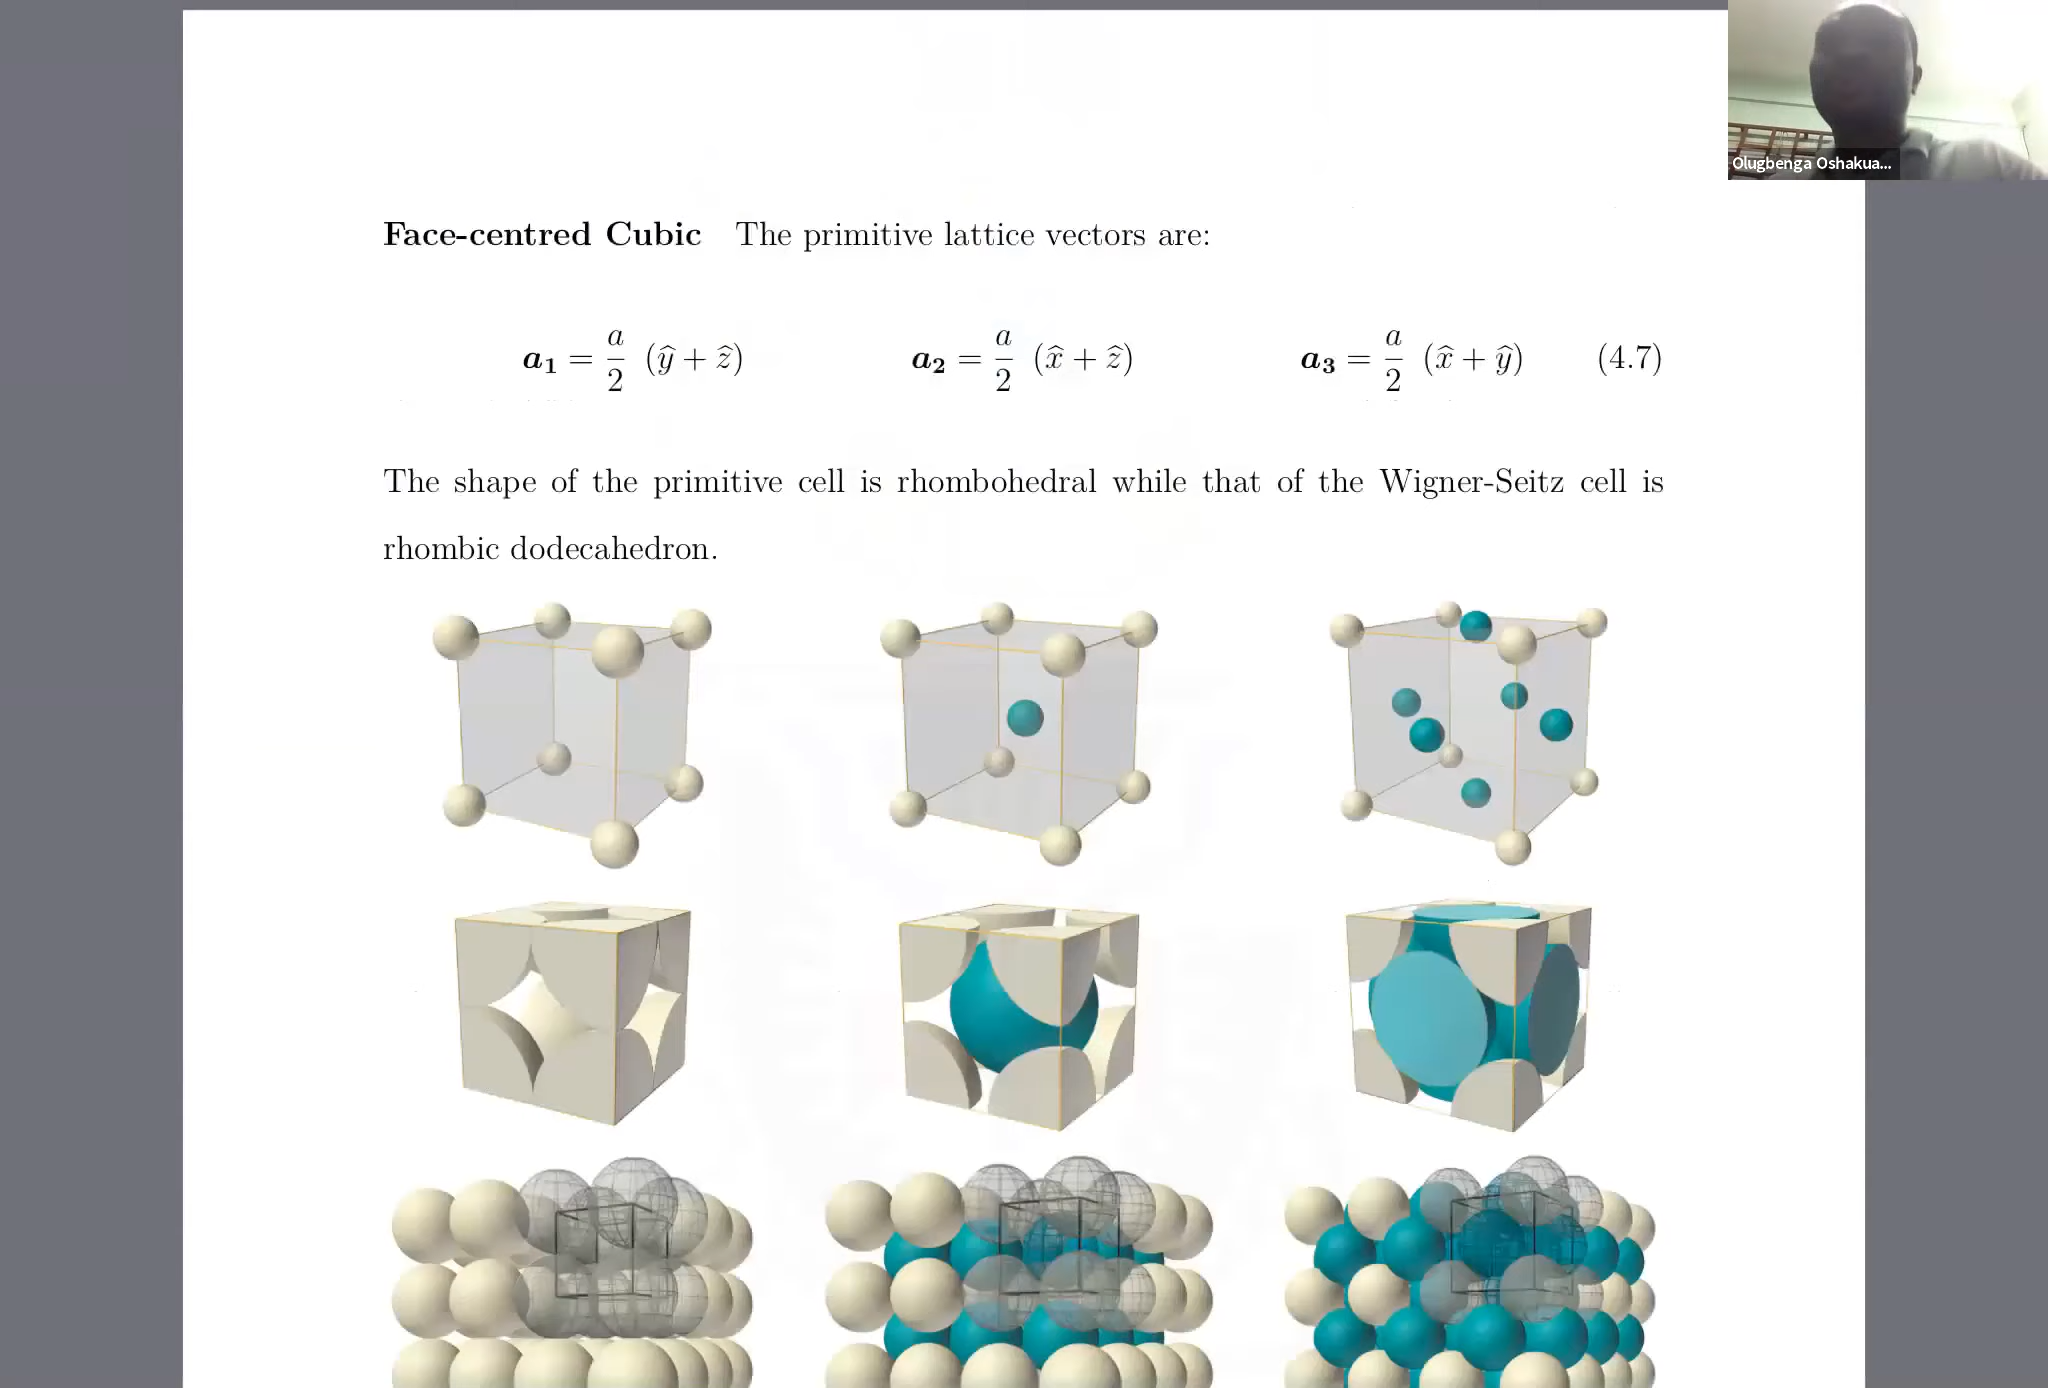 Olugbenga Oshakua...
Face-centred Cubic The primitive lattice vectors are:
a₁ = a/2 (ŷ + ẑ) a₂ = a/2 (x̂ + ẑ) a₃ = a/2 (x̂ + ŷ) (4.7)
The shape of the primitive cell is rhombohedral while that of the Wigner-Seitz cell is
rhombic dodecahedron.